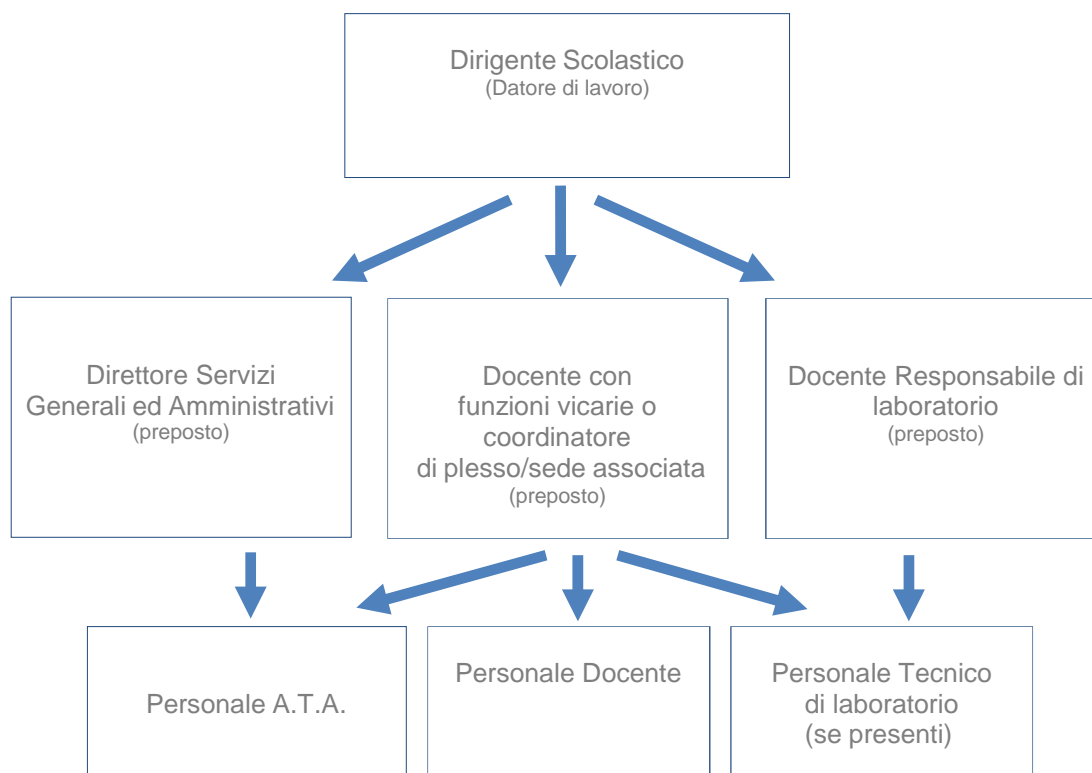 Dirigente Scolastico
(Datore di lavoro)
Direttore Servizi
Generali ed Amministrativi
(preposto)
Docente con
funzioni vicarie o
coordinatore
di plesso/sede associata
(preposto)
Docente Responsabile di
laboratorio
(preposto)
Personale A.T.A.
Personale Docente
Personale Tecnico
di laboratorio
(se presenti)